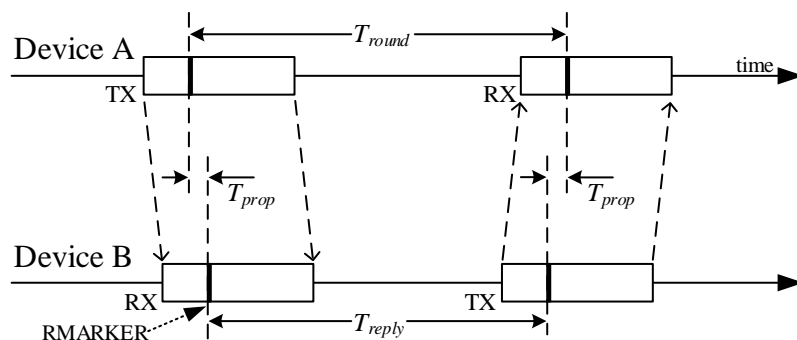 T_round
Device A
time
TX
RX
T_prop
T_prop
Device B
RX
TX
RMARKER
T_reply